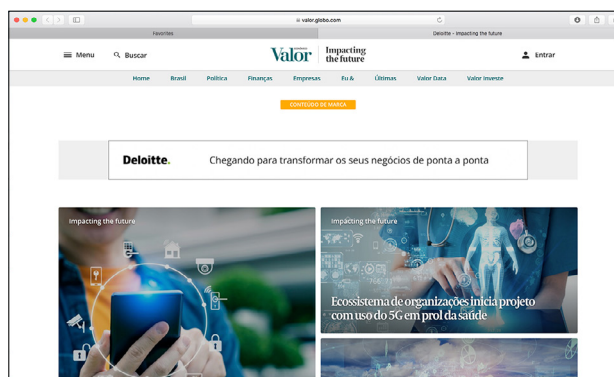 valor.globo.com
Favorites
Deloitte - Impacting the future
Menu
Buscar
Valor
Impacting
the future
Entrar
Home Brasil Política Finanças Empresas Eu & Últimas Valor Data Valor Investe
CONTEÚDO DE MARCA
Deloitte.
Chegando para transformar os seus negócios de ponta a ponta
Impacting the future
Impacting the future
Ecossistema de organizações inicia projeto
com uso do 5G em prol da saúde